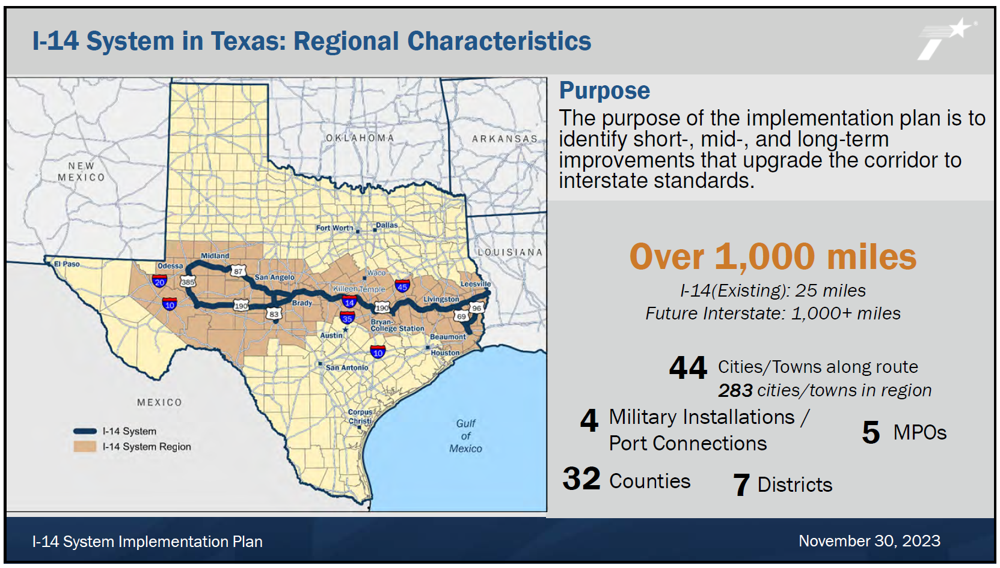 I-14 System in Texas: Regional Characteristics
®
NEW
MEXICO
OKLAHOMA
ARKANSAS
LOUISIANA
MEXICO
Gulf
of
Mexico
Fort Worth
Dallas
El Paso
Odessa
Midland
San Angelo
Waco
Killeen Temple
Leesville
Brady
Livingston
Bryan-
College Station
Austin
Beaumont
Houston
San Antonio
Corpus
Christi
20
385
87
10
190
83
14
35
45
190
69
96
10
I-14 System
I-14 System Region
Purpose
The purpose of the implementation plan is to
identify short-, mid-, and long-term
improvements that upgrade the corridor to
interstate standards.
Over 1,000 miles
I-14(Existing): 25 miles
Future Interstate: 1,000+ miles
44 Cities/Towns along route
283 cities/towns in region
4 Military Installations /
Port Connections
5 MPOs
32 Counties
7 Districts
I-14 System Implementation Plan
November 30, 2023